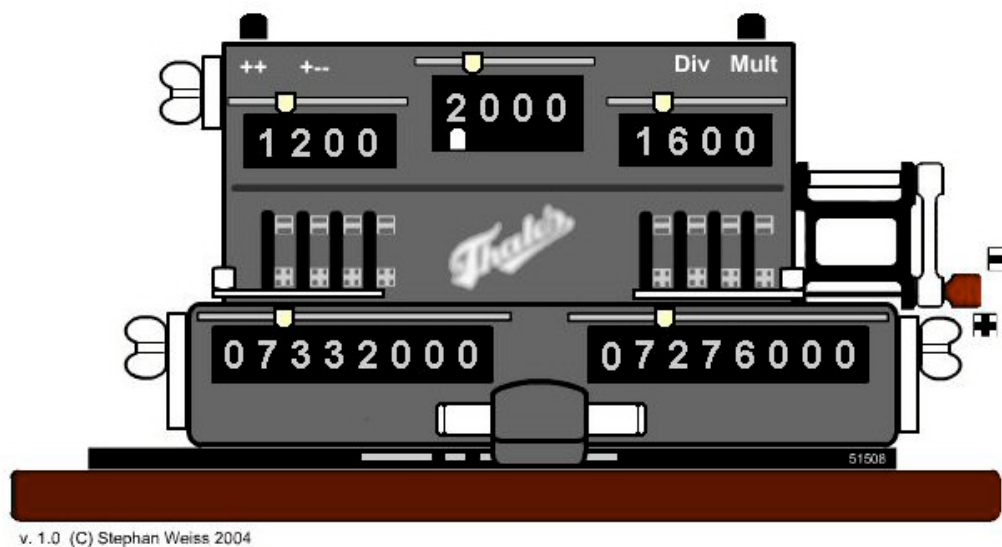 ++ +-- Div Mult
2000
1200 1600
Thales
07332000 07276000
51508
v. 1.0 (C) Stephan Weiss 2004